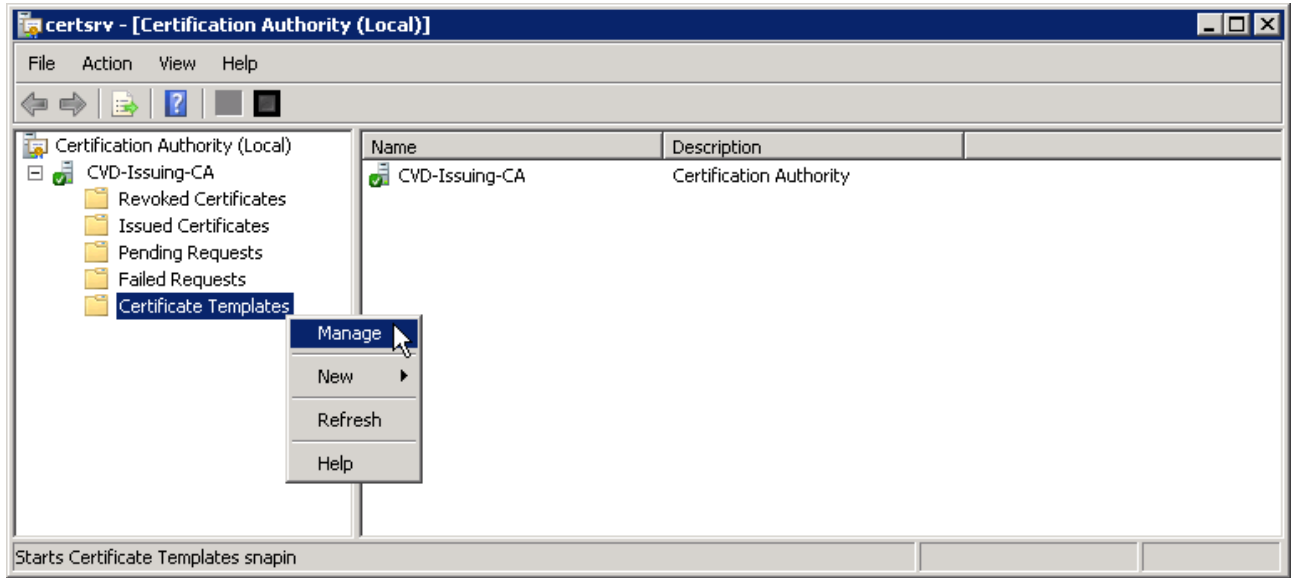 certsrv - [Certification Authority (Local)]
File Action View Help
Certification Authority (Local)
CVD-Issuing-CA
Revoked Certificates
Issued Certificates
Pending Requests
Failed Requests
Certificate Templates
Name Description
CVD-Issuing-CA Certification Authority
Manage
New
Refresh
Help
Starts Certificate Templates snapin